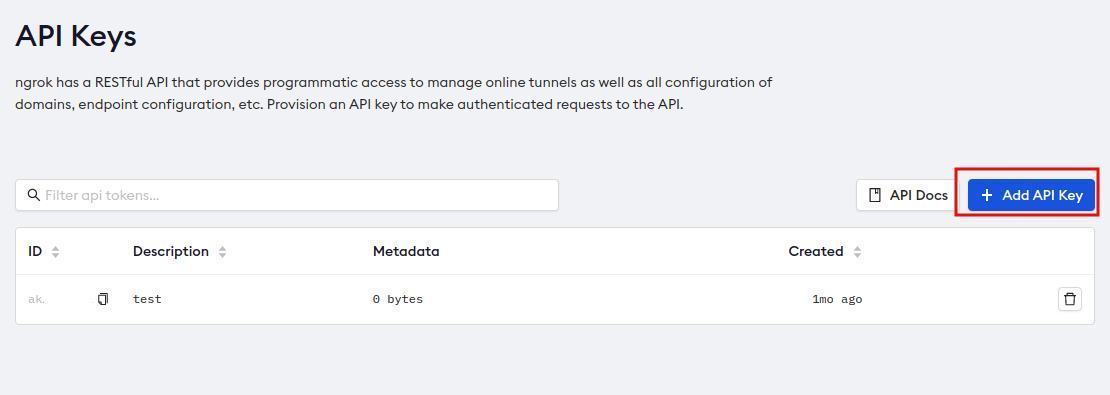 API Keys
ngrok has a RESTful API that provides programmatic access to manage online tunnels as well as all configuration of
domains, endpoint configuration, etc. Provision an API key to make authenticated requests to the API.
Filter api tokens...
API Docs
+ Add API Key
ID Description Metadata Created
ak. test 0 bytes 1mo ago